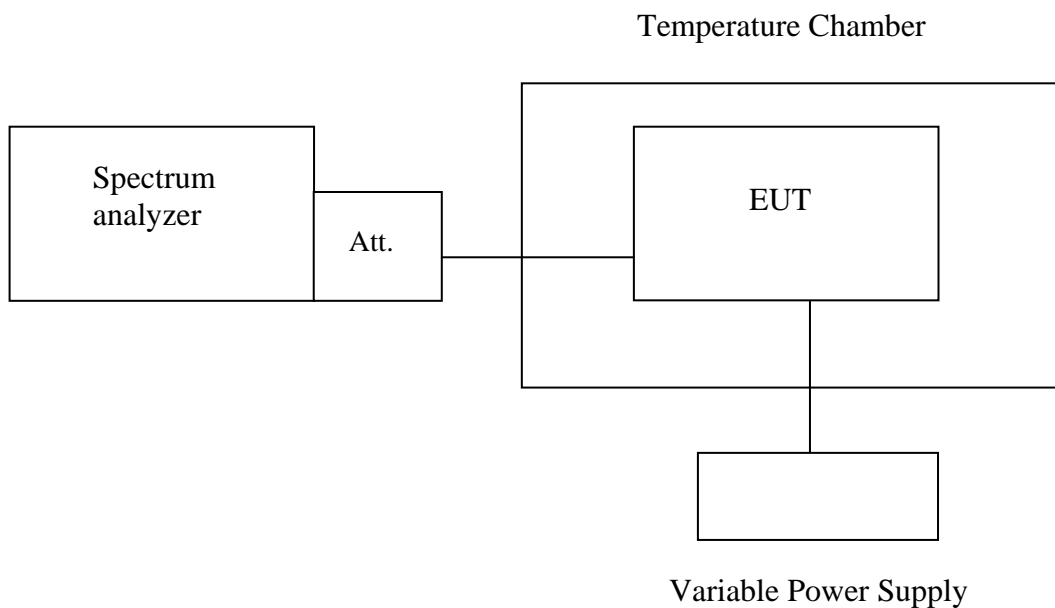 Temperature Chamber
Spectrum
analyzer
Att.
EUT
Variable Power Supply